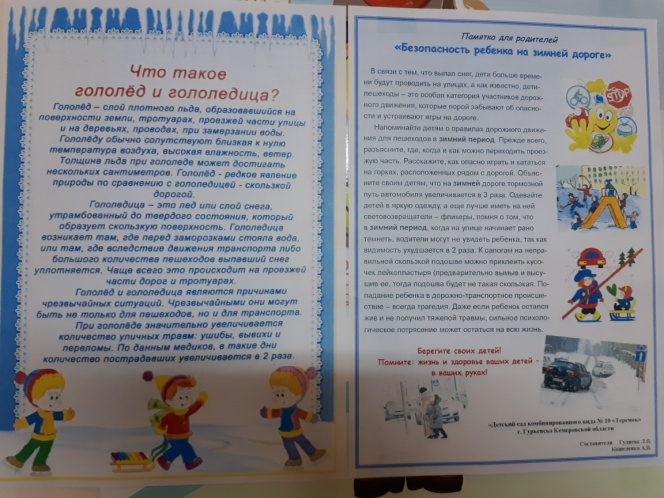 Что такое
гололёд и гололедица?
Гололёд – слой плотного льда, образовавшийся на
поверхности земли, тротуарах, проезжей части улицы
и на деревьях, проводах, при замерзании воды.
Гололёду обычно сопутствуют близкая к нулю
температура воздуха, высокая влажность, ветер.
Толщина льда при гололеде может достигать
нескольких сантиметров. Гололёд - редкое явление
природы по сравнению с гололедицей - скользкой
дорогой.
Гололедица – это лед или слой снега,
утрамбованный до твердого состояния, который
образует скользкую поверхность. Гололедица
возникает там, где перед заморозками стояла вода,
или там, где вследствие движения транспорта либо
большого количества пешеходов выпавший снег
уплотняется. Чаще всего это происходит на проезжей
части дороги и тротуарах.
Гололёд и гололедица являются причинами
чрезвычайных ситуаций. Чрезвычайными они могут
быть не только для пешеходов, но и для транспорта.
При гололёде значительно увеличивается
количество уличных травм: ушибы, вывихи и
переломы. По данным медиков, в такие дни
количество пострадавших увеличивается в 2 раза.
Памятка для родителей
«Безопасность ребенка на зимней дороге»
В связи с тем, что выпал снег, дети больше време-
ни будут проводить на улицах, а как известно, дети-
пешеходы – это особая категория участников дорож-
ного движения, которые порой забывают об опасно-
сти и устраивают игры на дороге.
Напоминайте детям о правилах дорожного движе-
ния для пешеходов в зимний период. Прежде всего,
разъясните, где, когда и как можно переходить проез-
жую часть. Расскажите, как опасно играть и кататься
на горках, расположенных рядом с дорогой. Объяс-
ните своим детям, что на зимней дороге тормозной
путь автомобиля увеличивается в 3 раза. Одевайте
детей в яркую одежду, а еще лучше иметь на ней
световозвращатели – фликеры, помня о том, что
в зимний период, когда на улице начинает рано
темнеть, водители могут не увидеть ребенка, так как
видимость ухудшается в 2 раза. К сапогам на неправ-
вильной скользкой подошве можно приклеить кусо-
чек лейкопластыря (предварительно вымыв и высу-
шив ее, тогда подошва будет не такая скользкая. По-
падание ребенка в дорожно-транспортное происше-
ствие – всегда трагедия. Даже если ребенок остался
жив и не получил тяжелой травмы, сильное психоло-
гическое потрясение может остаться на всю жизнь.
STOP
Берегите своих детей!
Помните: жизнь и здоровье ваших детей -
в ваших руках!
«Детский сад комбинированного вида № 10 «Теремок»
г. Гурьевска Кемеровской области
Составители Гуляева Л.В.
Кошеленко А.В.